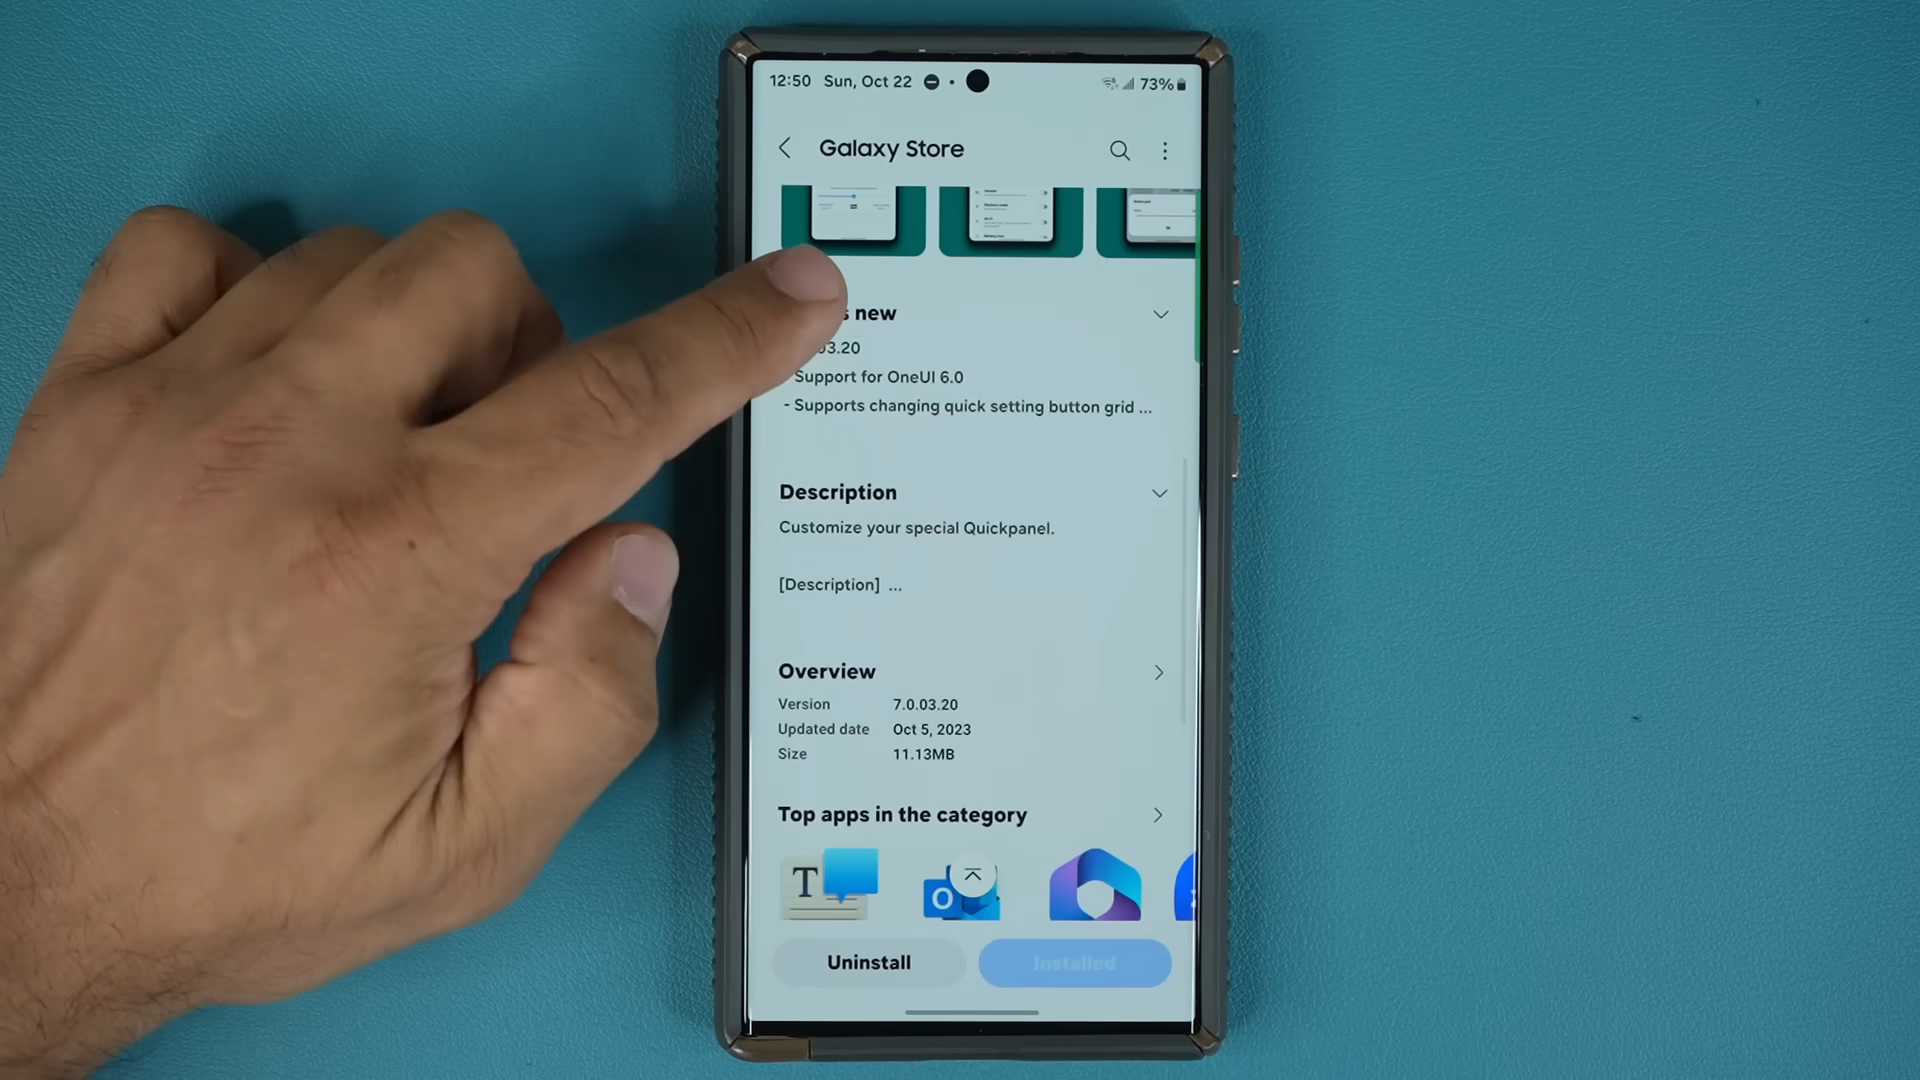 12:50 Sun, Oct 22 73%
Galaxy Store
new
03.20
Support for OneUI 6.0
- Supports changing quick setting button grid ...
Description
Customize your special Quickpanel.
[Description] ...
Overview
Version 7.0.03.20
Updated date Oct 5, 2023
Size 11.13MB
Top apps in the category
T
O
Uninstall Installed